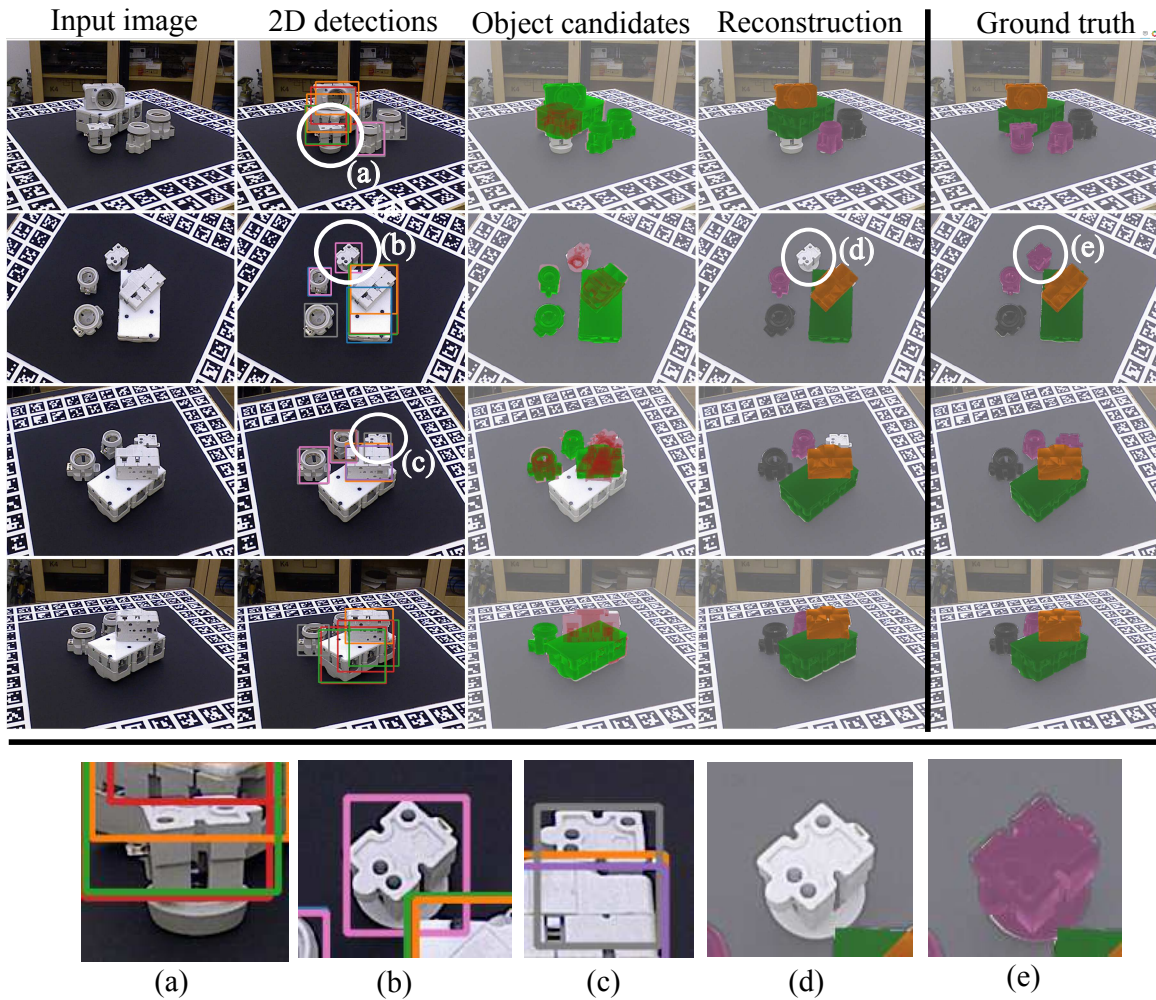 Input image 2D detections Object candidates Reconstruction Ground truth
(a)
(b) (d) (e)
(c)
(a) (b) (c) (d) (e)